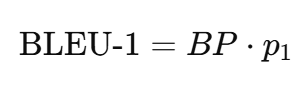 BLEU-1 = BP · p₁